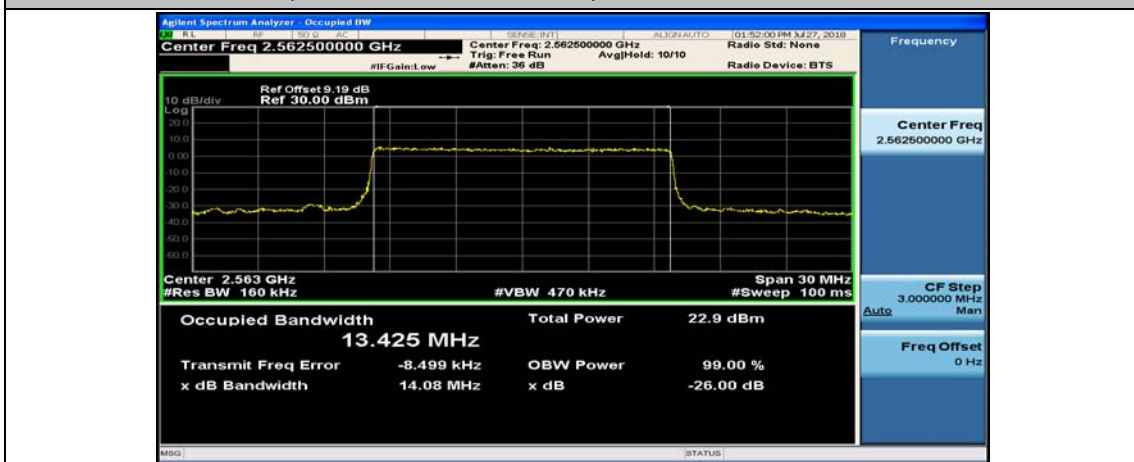 Agilent Spectrum Analyzer - Occupied BW
RL RF 50 Ω AC SENSE:INT ALIGNAUTO 01:52:00 PM Jul 27, 2018
Center Freq 2.562500000 GHz
Center Freq: 2.562500000 GHz
Radio Std: None
Trig: Free Run Avg|Hold: 10/10
#IFGain:Low #Atten: 36 dB Radio Device: BTS
Ref Offset 9.19 dB
10 dB/div Ref 30.00 dBm
Log
20.0
10.0
0.00
-10.0
-20.0
-30.0
-40.0
-50.0
-60.0
Center 2.563 GHz Span 30 MHz
#Res BW 160 kHz #VBW 470 kHz #Sweep 100 ms
Occupied Bandwidth Total Power 22.9 dBm
13.425 MHz
Transmit Freq Error -8.499 kHz OBW Power 99.00 %
x dB Bandwidth 14.08 MHz x dB -26.00 dB
MSG STATUS
Frequency
Center Freq
2.562500000 GHz
CF Step
3.000000 MHz
Auto Man
Freq Offset
0 Hz